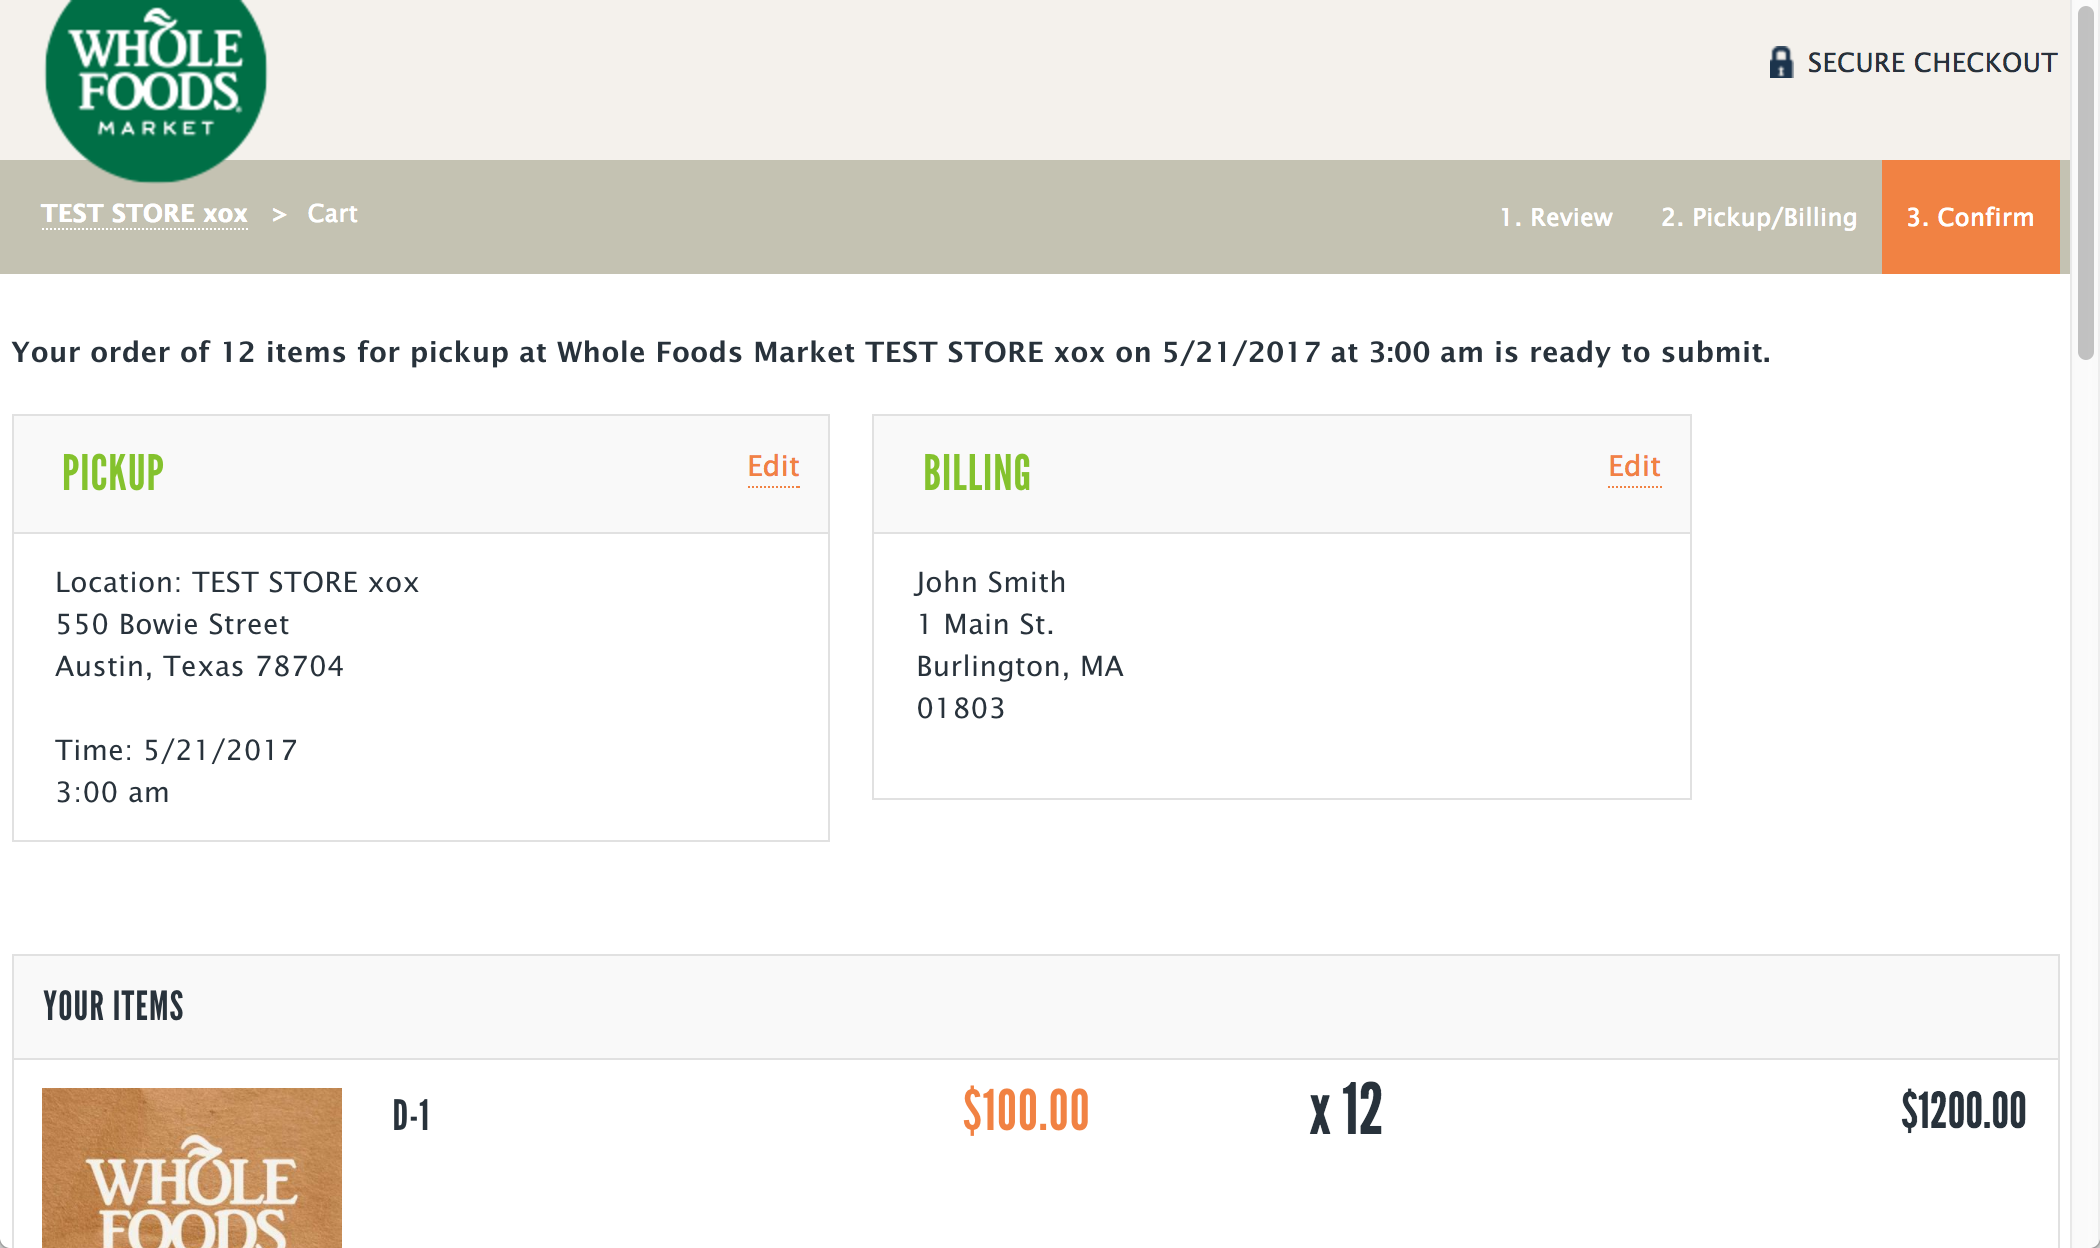 WHOLE
FOODS
MARKET
SECURE CHECKOUT
TEST STORE xox > Cart
1. Review 2. Pickup/Billing 3. Confirm
Your order of 12 items for pickup at Whole Foods Market TEST STORE xox on 5/21/2017 at 3:00 am is ready to submit.
PICKUP Edit
Location: TEST STORE xox
550 Bowie Street
Austin, Texas 78704
Time: 5/21/2017
3:00 am
BILLING Edit
John Smith
1 Main St.
Burlington, MA
01803
YOUR ITEMS
D-1 $100.00 x 12 $1200.00
WHOLE
FOODS